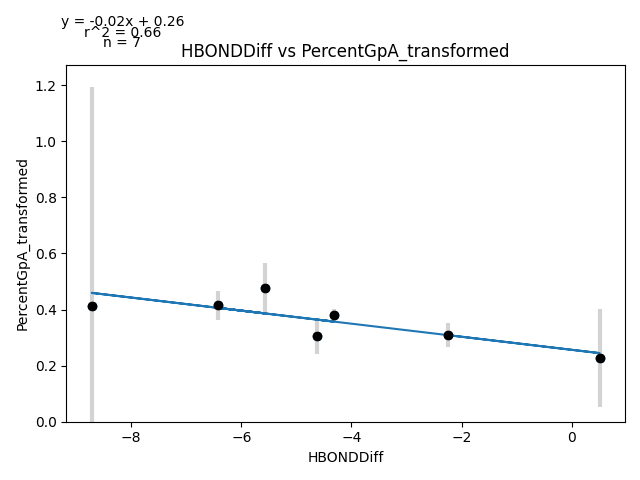 y = -0.02x + 0.26
r^2 = 0.66
n = 7
HBONDDiff vs PercentGpA_transformed
PercentGpA_transformed
1.2
1.0
0.8
0.6
0.4
0.2
0.0
−8
−6
−4
−2
0
HBONDDiff